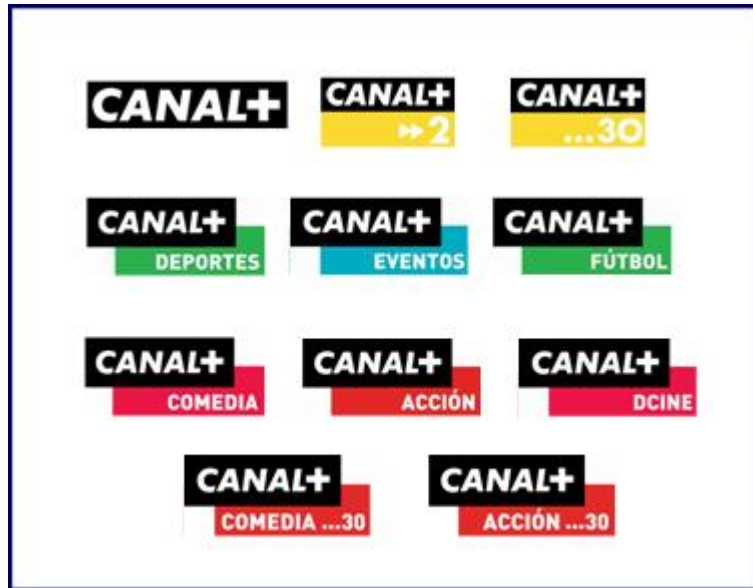 CANAL+
CANAL+
2
CANAL+
...30
CANAL+
DEPORTES
CANAL+
EVENTOS
CANAL+
FÚTBOL
CANAL+
COMEDIA
CANAL+
ACCIÓN
CANAL+
DCINE
CANAL+
COMEDIA ...30
CANAL+
ACCIÓN ...30